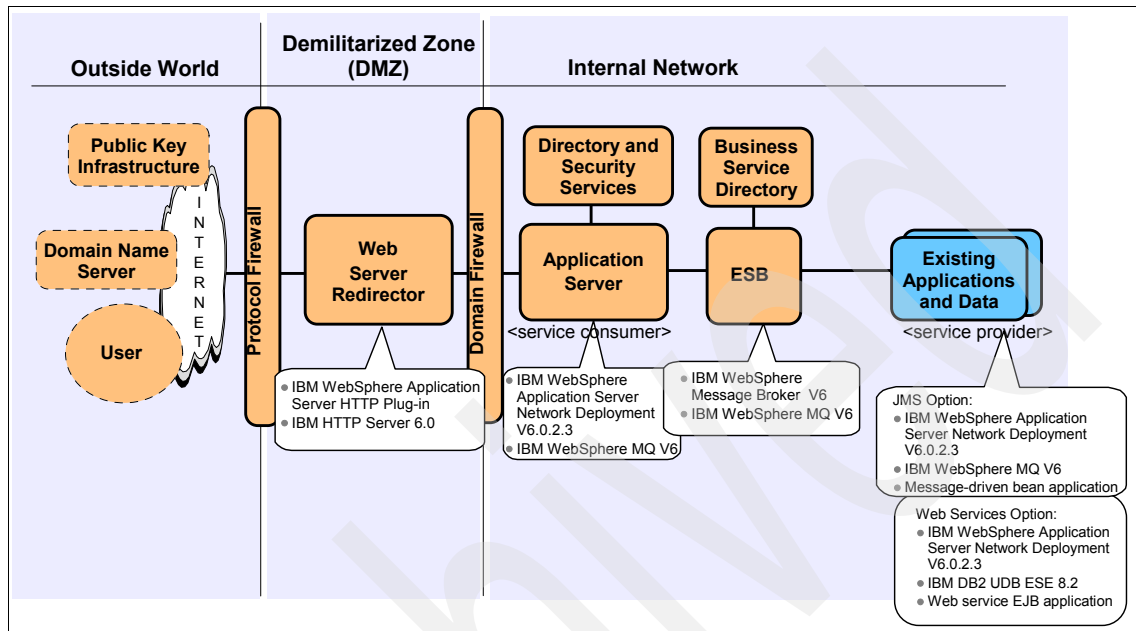 Demilitarized Zone
(DMZ)
Outside World
Internal Network
Public Key
Infrastructure
Domain Name
Server
User
INTERNET
Protocol Firewall
Web
Server
Redirector
Domain Firewall
Directory and
Security
Services
Business
Service
Directory
Application
Server
<service consumer>
ESB
Existing
Applications
and Data
<service provider>
IBM WebSphere Application
Server HTTP Plug-in
IBM HTTP Server 6.0
IBM WebSphere
Application Server
Network Deployment
V6.0.2.3
IBM WebSphere MQ V6
IBM WebSphere
Message Broker V6
IBM WebSphere MQ V6
JMS Option:
IBM WebSphere Application
Server Network Deployment
V6.0.2.3
IBM WebSphere MQ V6
Message-driven bean application
Web Services Option:
IBM WebSphere Application
Server Network Deployment
V6.0.2.3
IBM DB2 UDB ESE 8.2
Web service EJB application